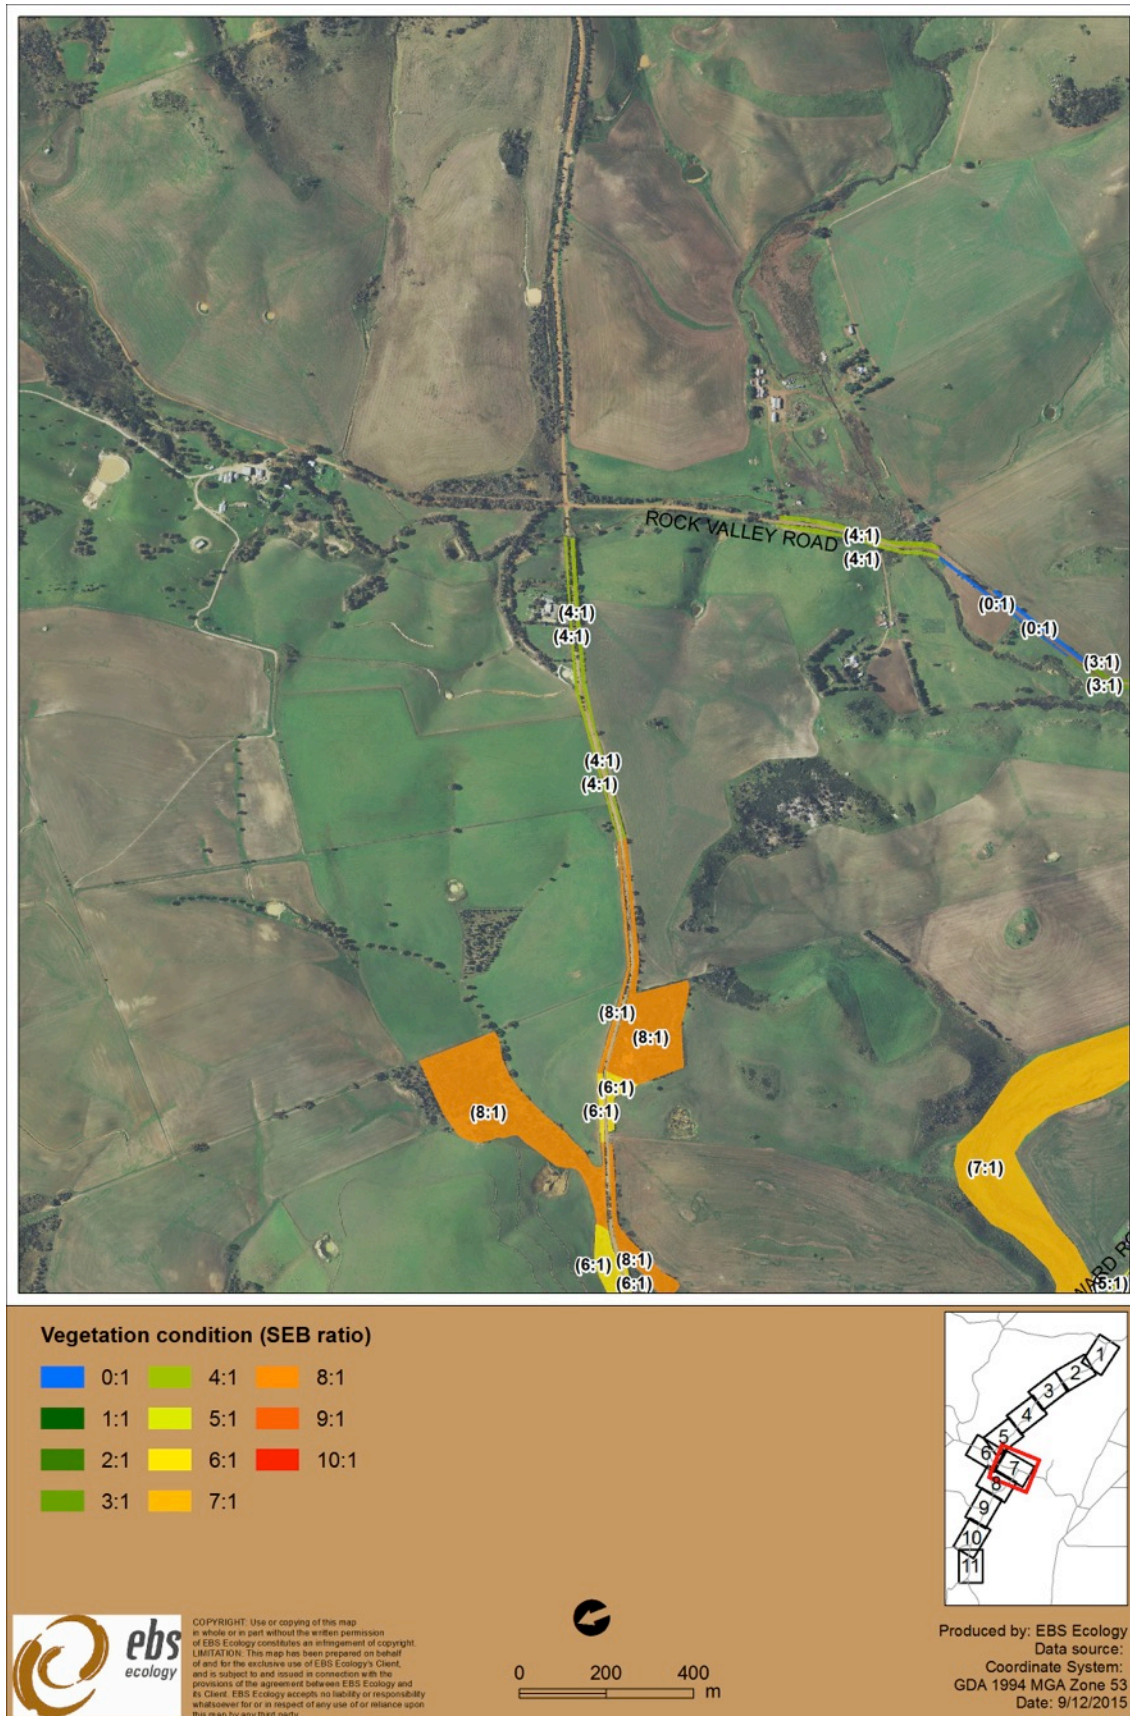 ROCK VALLEY ROAD
(4:1)
(4:1)
(0:1)
(0:1)
(3:1)
(3:1)
(4:1)
(4:1)
(4:1)
(4:1)
(8:1)
(8:1)
(6:1)
(6:1)
(8:1)
(7:1)
(6:1)
(8:1)
(6:1)
(5:1)
Vegetation condition (SEB ratio)
0:1 4:1 8:1
1:1 5:1 9:1
2:1 6:1 10:1
3:1 7:1
1
2
3
4
5
6
7
8
9
10
11
ebs
ecology
COPYRIGHT: Use or copying of this map
in whole or in part without the written permission
of EBS Ecology constitutes an infringement of copyright.
LIMITATION: This map has been prepared on behalf
of and for the exclusive use of EBS Ecology's Client,
and is subject to and issued in connection with the
provisions of the agreement between EBS Ecology and
its Client. EBS Ecology accepts no liability or responsibility
whatsoever for or in respect of any use of or reliance upon
this map by any third party.
0 200 400
m
Produced by: EBS Ecology
Data source:
Coordinate System:
GDA 1994 MGA Zone 53
Date: 9/12/2015